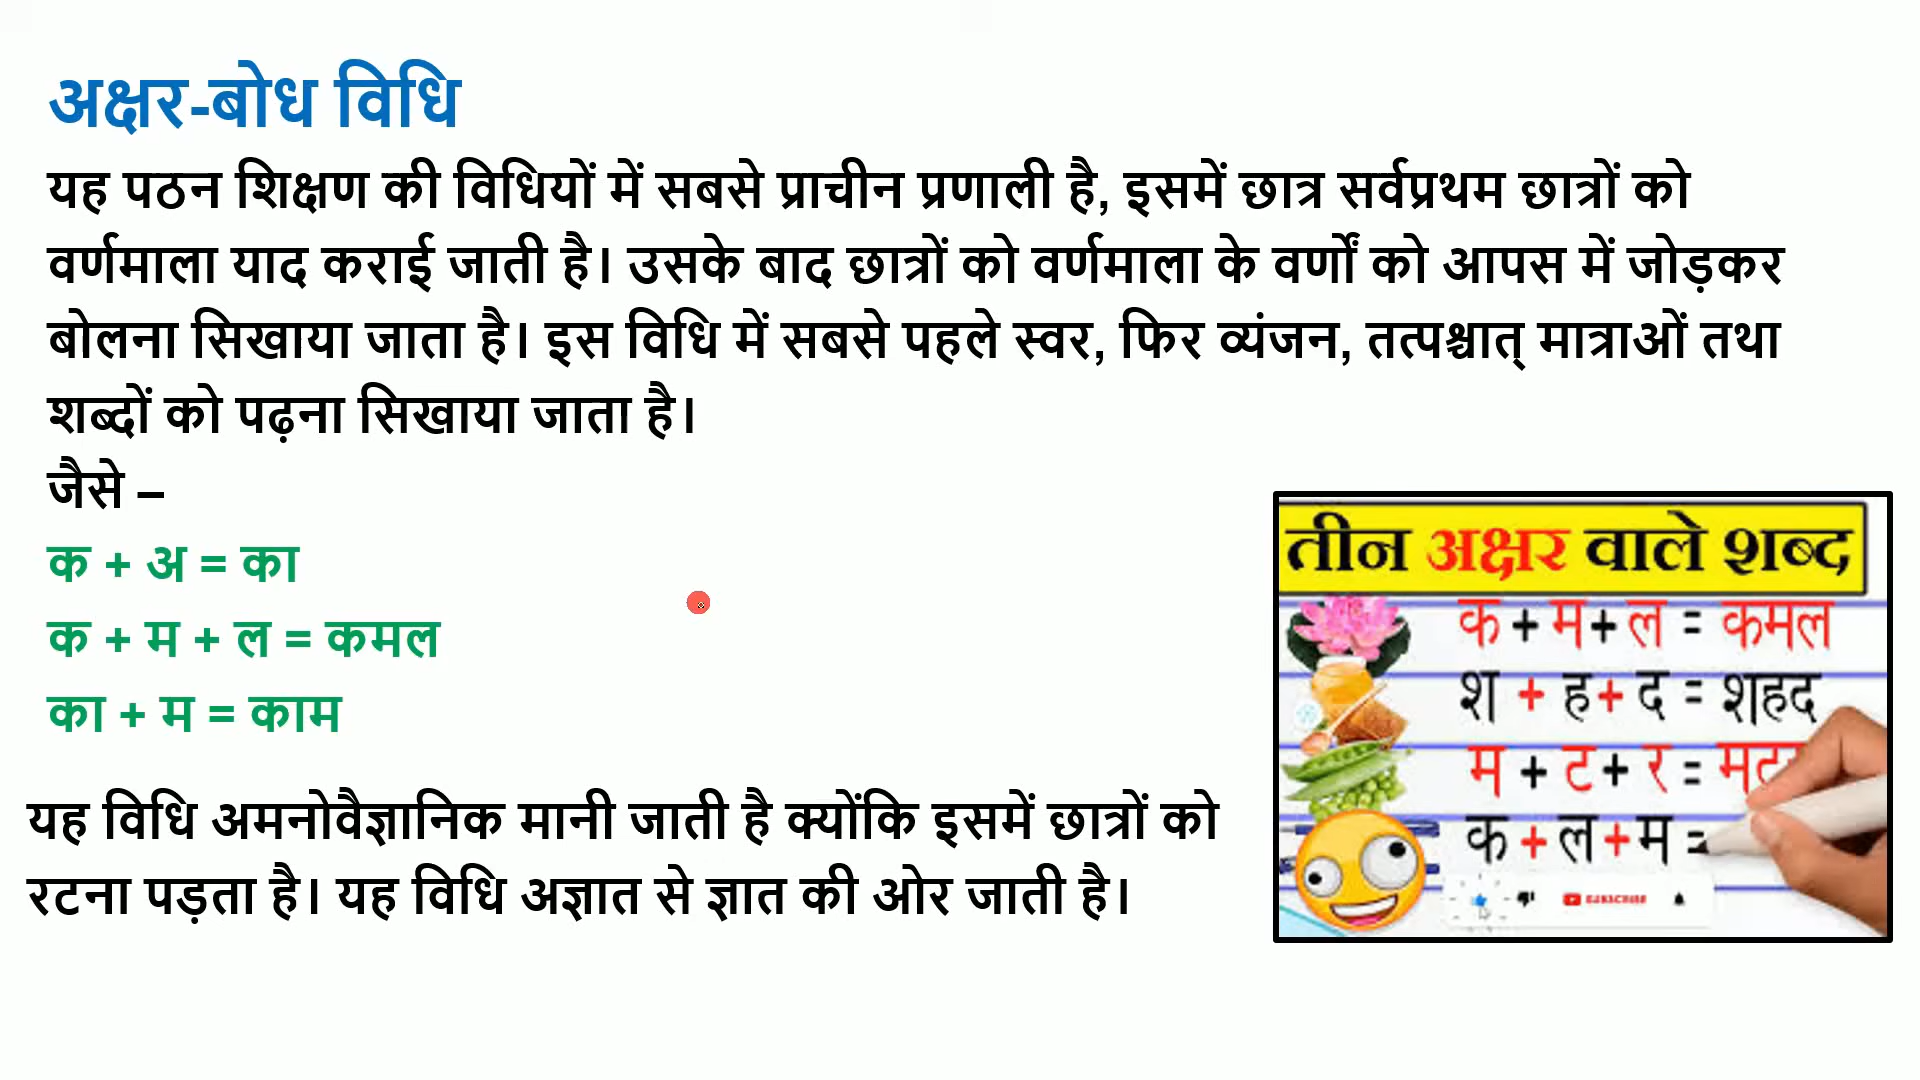 अक्षर-बोध विधि
यह पठन शिक्षण की विधियों में सबसे प्राचीन प्रणाली है, इसमें छात्र सर्वप्रथम छात्रों को
वर्णमाला याद कराई जाती है। उसके बाद छात्रों को वर्णमाला के वर्णों को आपस में जोड़कर
बोलना सिखाया जाता है। इस विधि में सबसे पहले स्वर, फिर व्यंजन, तत्पश्चात् मात्राओं तथा
शब्दों को पढ़ना सिखाया जाता है।
जैसे –
क + अ = का
क + म + ल = कमल
का + म = काम
यह विधि अमनोवैज्ञानिक मानी जाती है क्योंकि इसमें छात्रों को
रटना पड़ता है। यह विधि अज्ञात से ज्ञात की ओर जाती है।
तीन अक्षर वाले शब्द
क + म + ल = कमल
श + ह + द = शहद
म + ट + र =
क + ल + म =
SUBSCRIBE